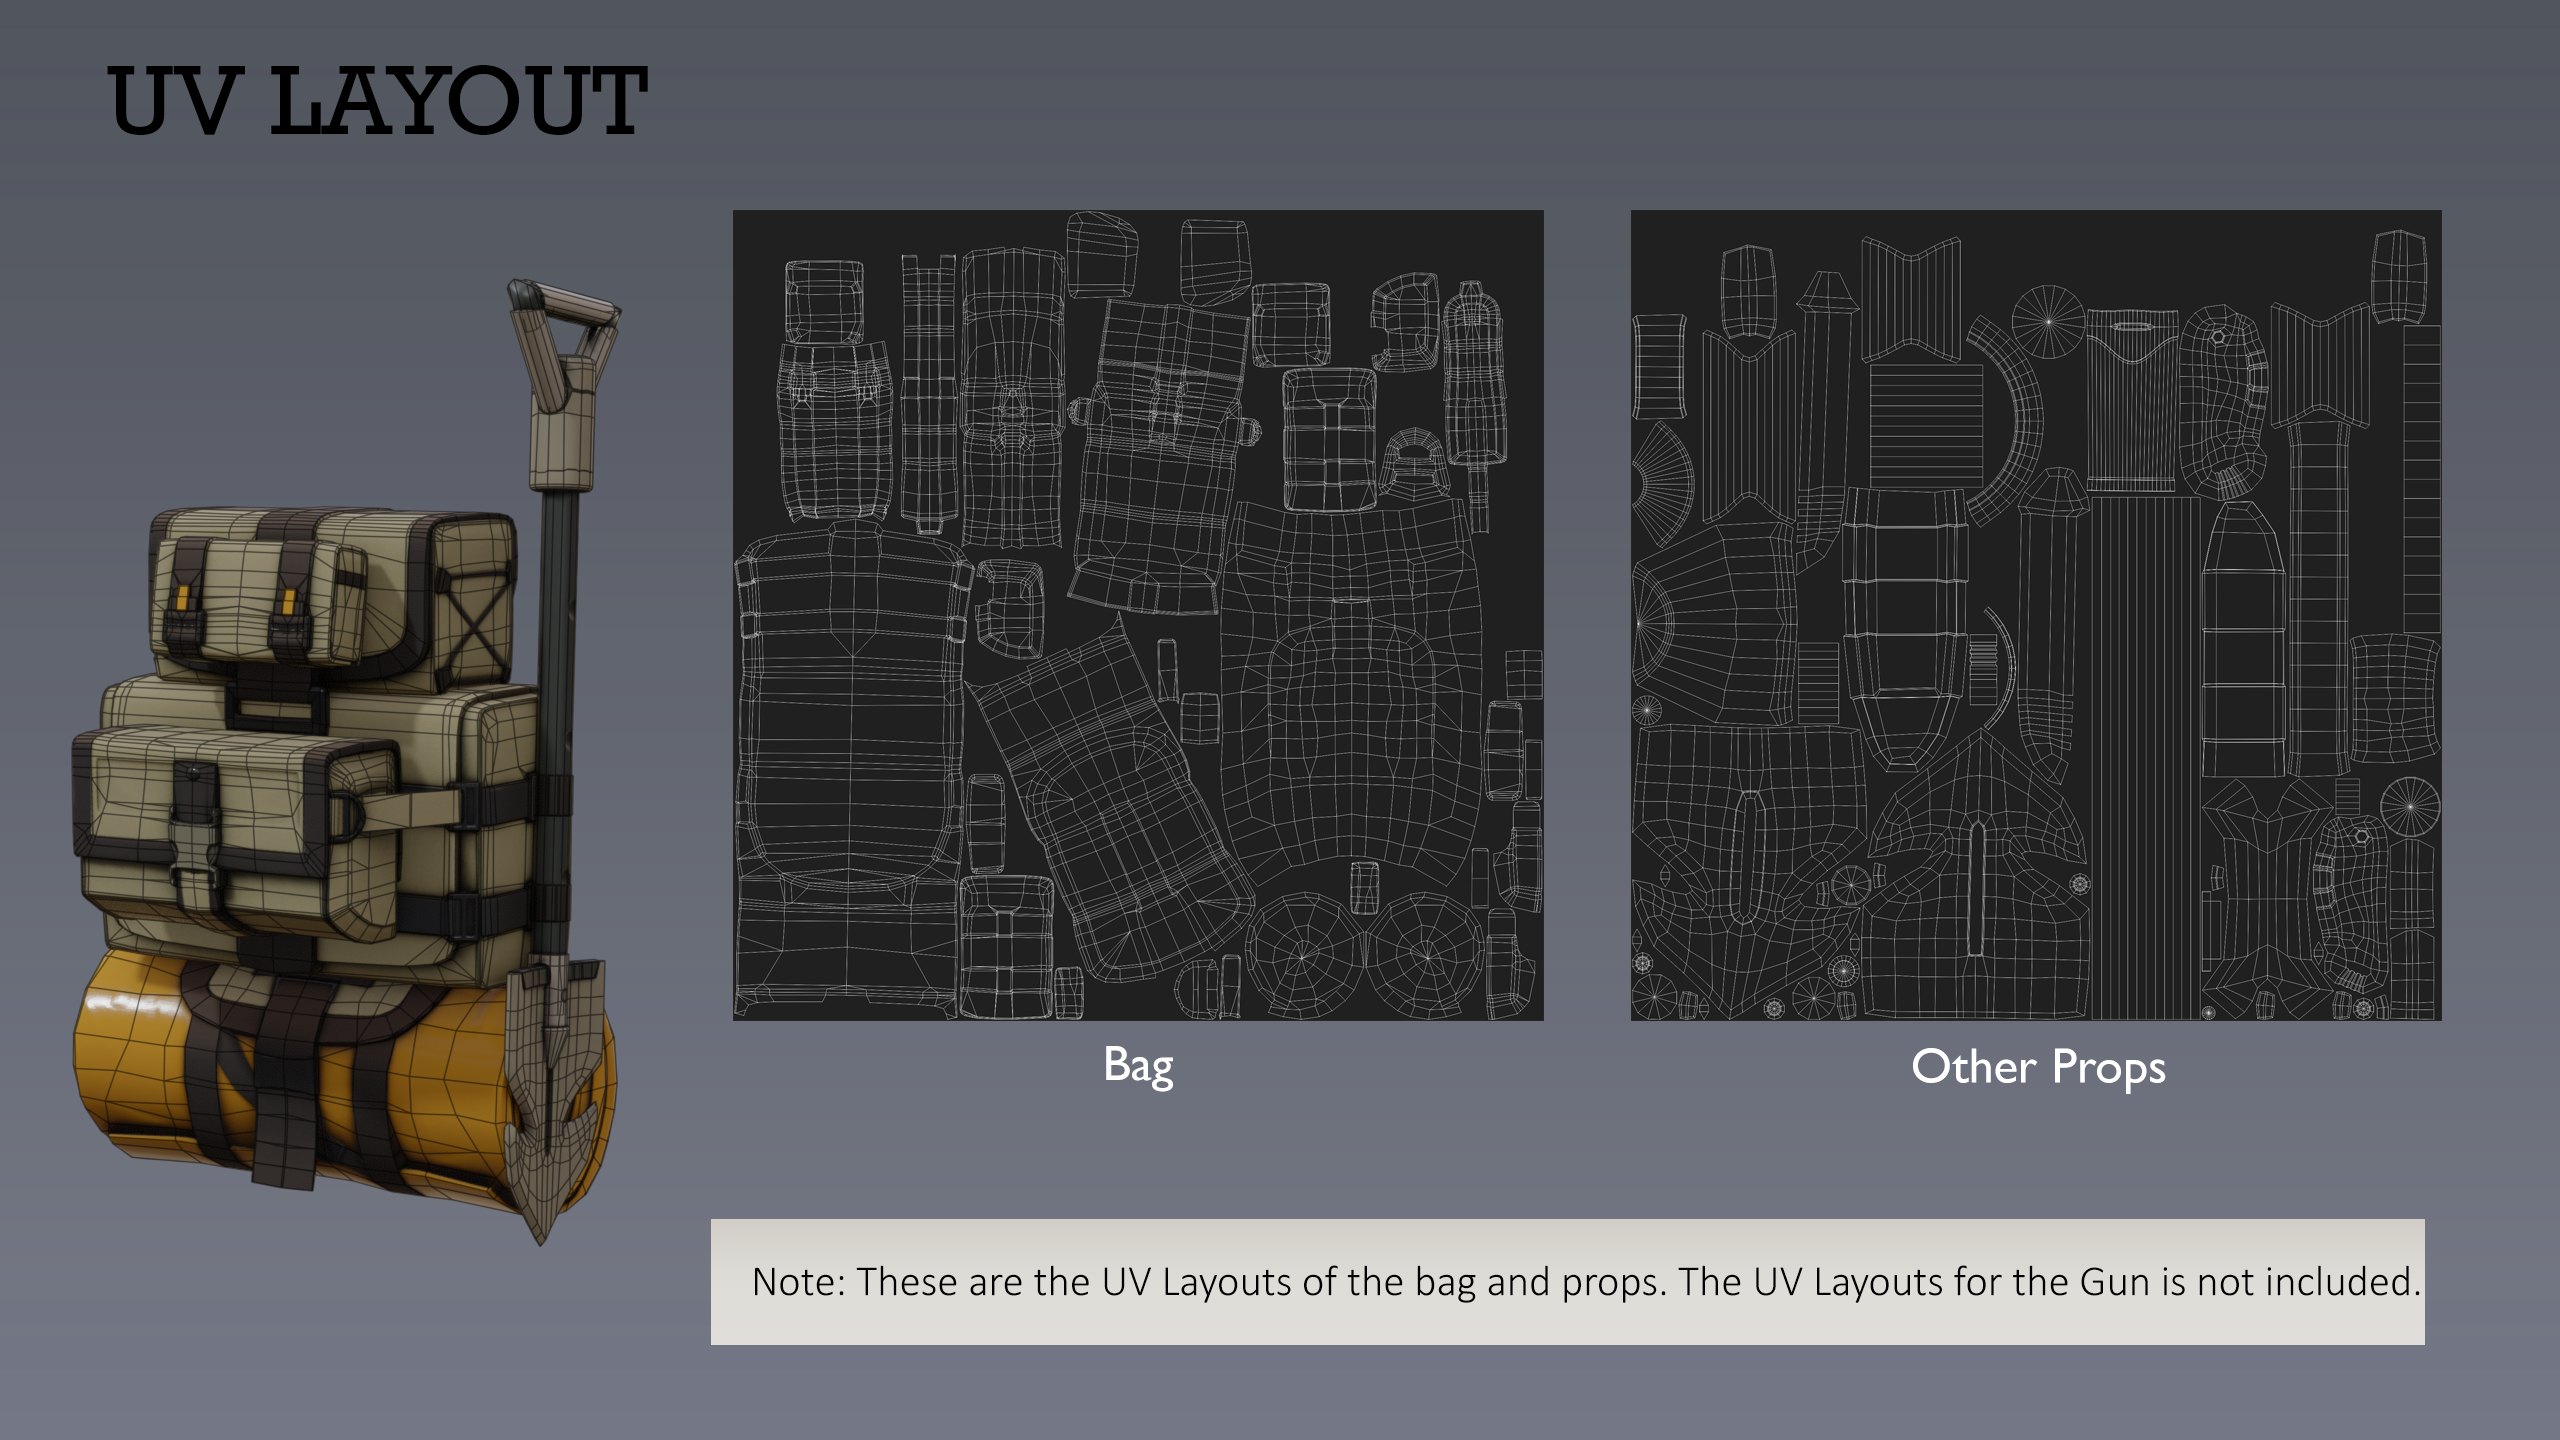 UV LAYOUT
Bag
Other Props
Note: These are the UV Layouts of the bag and props. The UV Layouts for the Gun is not included.